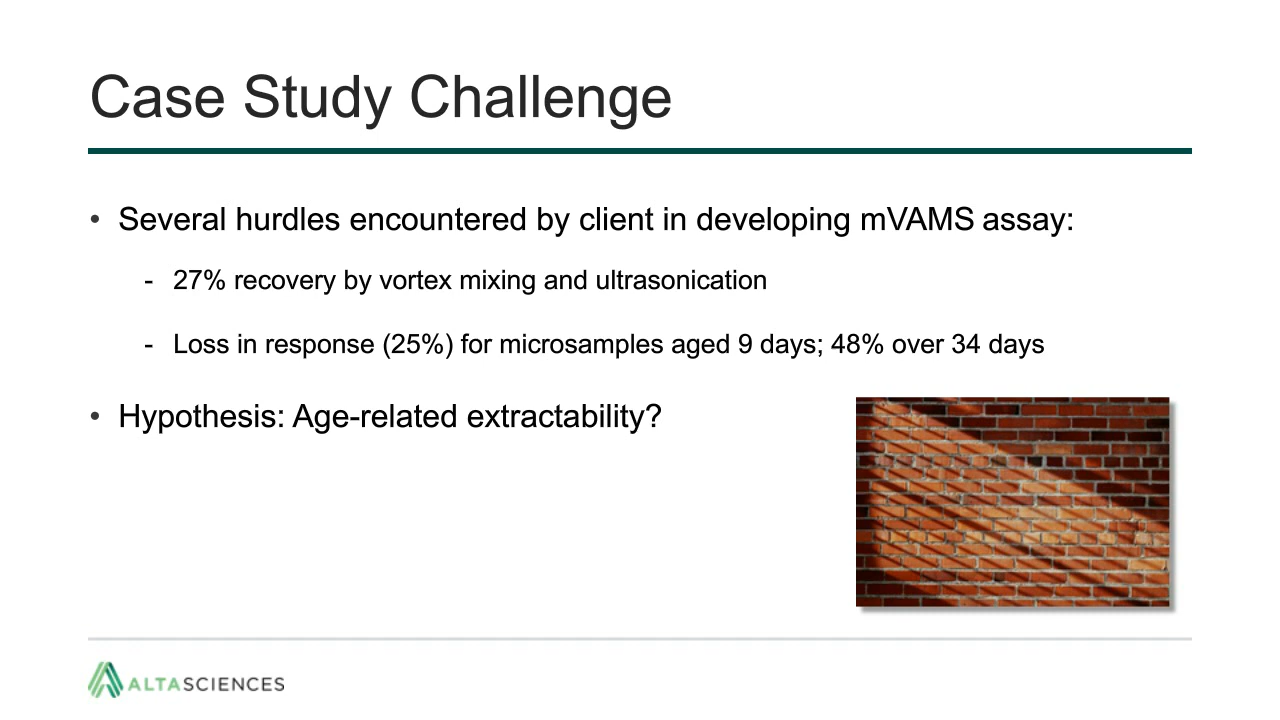 Case Study Challenge
• Several hurdles encountered by client in developing mVAMS assay:
- 27% recovery by vortex mixing and ultrasonication
- Loss in response (25%) for microsamples aged 9 days; 48% over 34 days
• Hypothesis: Age-related extractability?
ALTASCIENCES